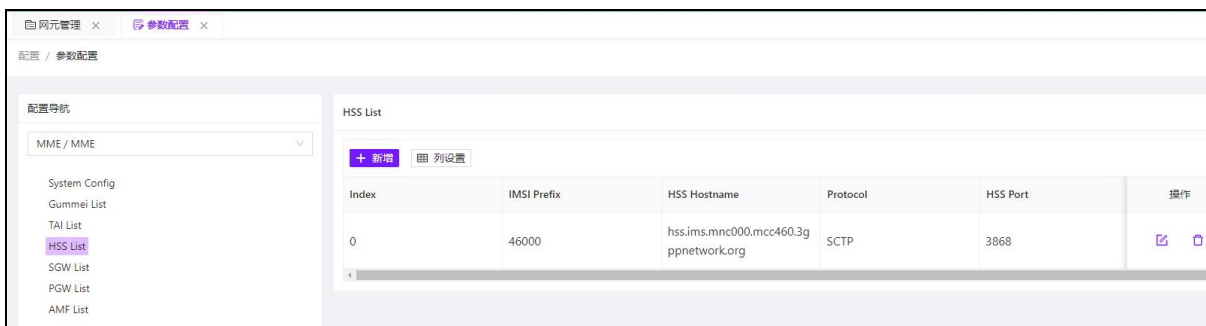 网元管理 ×
参数配置 ×
配置 / 参数配置
配置导航
MME / MME
System Config
Gummei List
TAI List
HSS List
SGW List
PGW List
AMF List
HSS List
+ 新增
列设置
Index IMSI Prefix HSS Hostname Protocol HSS Port 操作
0 46000 hss.ims.mnc000.mcc460.3g SCTP 3868
ppnetwork.org